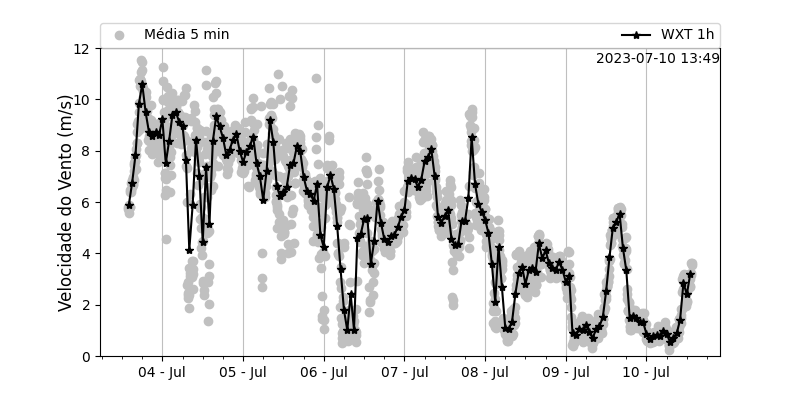 Média 5 min
WXT 1h
2023-07-10 13:49
Velocidade do Vento (m/s)
12
10
8
6
4
2
0
04 - Jul
05 - Jul
06 - Jul
07 - Jul
08 - Jul
09 - Jul
10 - Jul